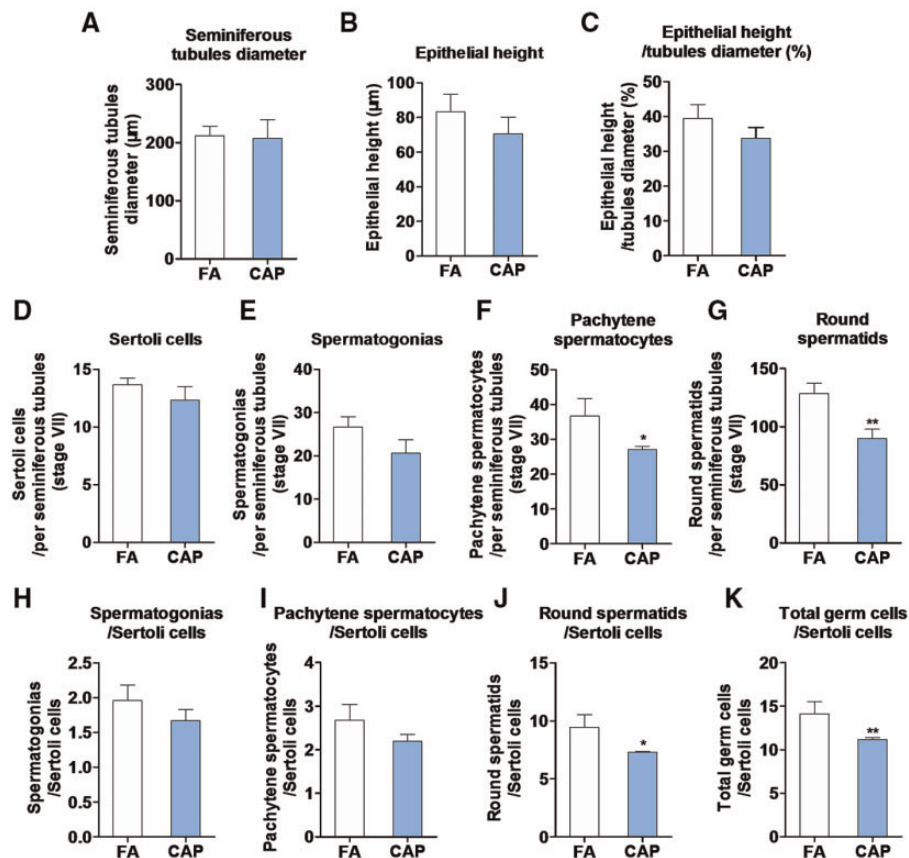 A
Seminiferous
tubules diameter
Seminiferous tubules
diameter (μm)
300
200
100
0
FA CAP
B
Epithelial height
Epithelial height (μm)
100
80
60
40
20
0
FA CAP
C
Epithelial height
/tubules diameter (%)
Epithelial height
/tubules diameter (%)
50
40
30
20
10
0
FA CAP
D
Sertoli cells
Sertoli cells
/per seminiferous tubules
(stage VII)
15
10
5
0
FA CAP
E
Spermatogonias
Spermatogonias
/per seminiferous tubules
(stage VII)
40
30
20
10
0
FA CAP
F
Pachytene
spermatocytes
Pachytene spermatocytes
/per seminiferous tubules
(stage VII)
50
40
30
20
10
0
*
FA CAP
G
Round
spermatids
Round spermatids
/per seminiferous tubules
(stage VII)
150
100
50
0
**
FA CAP
H
Spermatogonias
/Sertoli cells
Spermatogonias
/Sertoli cells
2.5
2.0
1.5
1.0
0.5
0.0
FA CAP
I
Pachytene spermatocytes
/Sertoli cells
Pachytene spermatocytes
/Sertoli cells
4
3
2
1
0
FA CAP
J
Round spermatids
/Sertoli cells
Round spermatids
/Sertoli cells
15
10
5
0
*
FA CAP
K
Total germ cells
/Sertoli cells
Total germ cells
/Sertoli cells
20
15
10
5
0
**
FA CAP